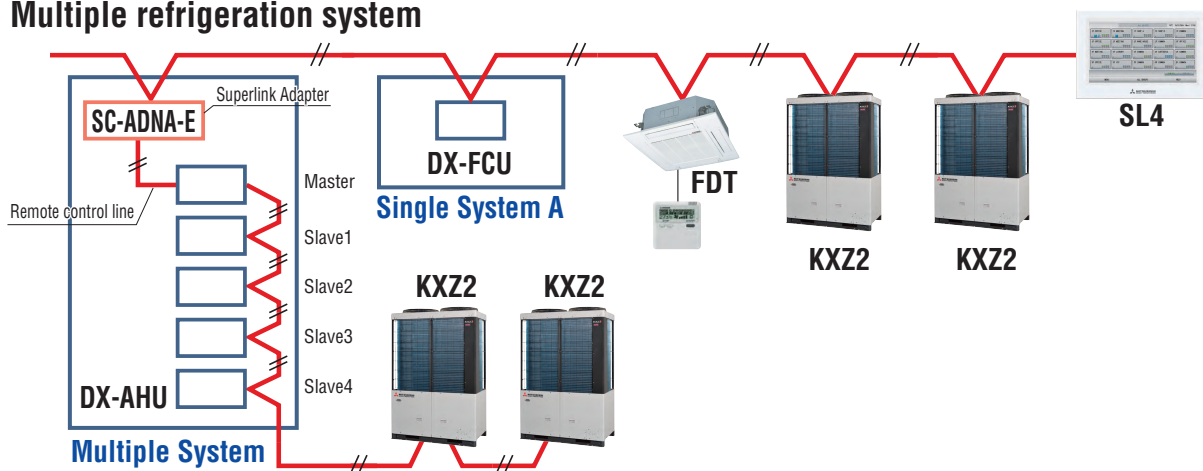 Multiple refrigeration system
SC-ADNA-E
Superlink Adapter
Remote control line
Master
Slave1
Slave2
Slave3
Slave4
DX-AHU
Multiple System
DX-FCU
Single System A
FDT
KXZ2
KXZ2
SL4
KXZ2
KXZ2